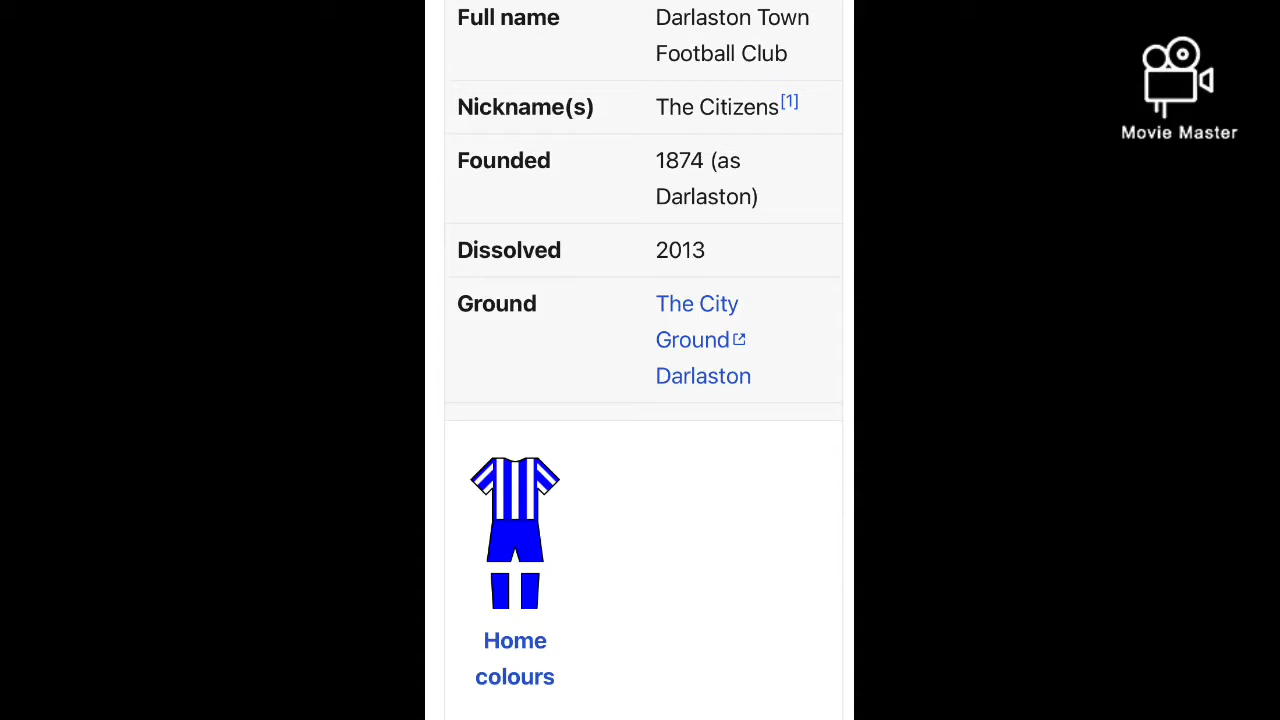 Full name Darlaston Town
Football Club
Nickname(s) The Citizens[1]
Founded 1874 (as
Darlaston)
Dissolved 2013
Ground The City
Ground
Darlaston
Home
colours
Movie Master